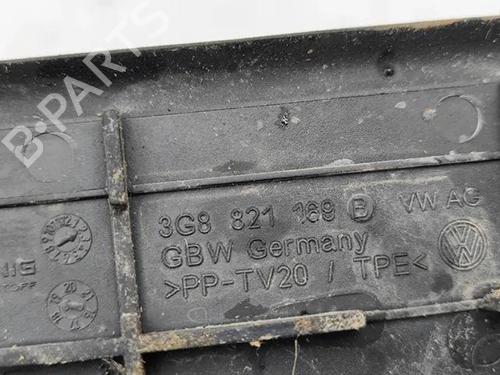 B-PARTS
3G8 821 169 B VW AG
GBW Germany
>PP-TV20 / TPE<